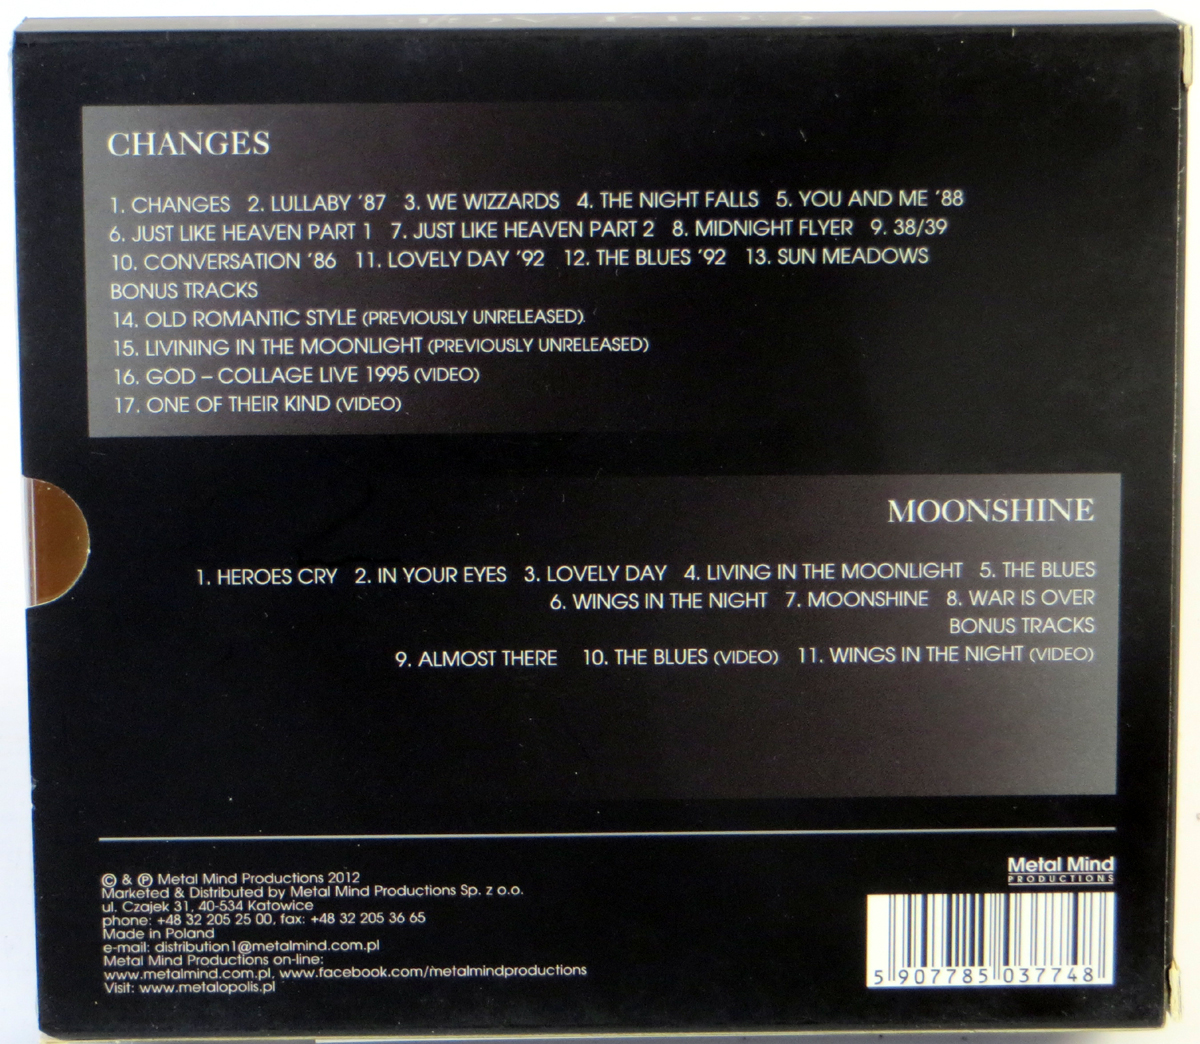 CHANGES
1. CHANGES 2. LULLABY '87 3. WE WIZZARDS 4. THE NIGHT FALLS 5. YOU AND ME '88
6. JUST LIKE HEAVEN PART 1 7. JUST LIKE HEAVEN PART 2 8. MIDNIGHT FLYER 9. 38/39
10. CONVERSATION '86 11. LOVELY DAY '92 12. THE BLUES '92 13. SUN MEADOWS
BONUS TRACKS
14. OLD ROMANTIC STYLE (PREVIOUSLY UNRELEASED)
15. LIVINING IN THE MOONLIGHT (PREVIOUSLY UNRELEASED)
16. GOD – COLLAGE LIVE 1995 (VIDEO)
17. ONE OF THEIR KIND (VIDEO)
MOONSHINE
1. HEROES CRY 2. IN YOUR EYES 3. LOVELY DAY 4. LIVING IN THE MOONLIGHT 5. THE BLUES
6. WINGS IN THE NIGHT 7. MOONSHINE 8. WAR IS OVER
BONUS TRACKS
9. ALMOST THERE 10. THE BLUES (VIDEO) 11. WINGS IN THE NIGHT (VIDEO)
© & ℗ Metal Mind Productions 2012
Marketed & Distributed by Metal Mind Productions Sp. z o.o.
ul. Czajek 31, 40-534 Katowice
phone: +48 32 205 25 00, fax: +48 32 205 36 65
Made in Poland
e-mail: distribution1@metalmind.com.pl
Metal Mind Productions on-line:
www.metalmind.com.pl, www.facebook.com/metalmindproductions
Visit: www.metalopolis.pl
Metal Mind
PRODUCTIONS
5 907785 037748